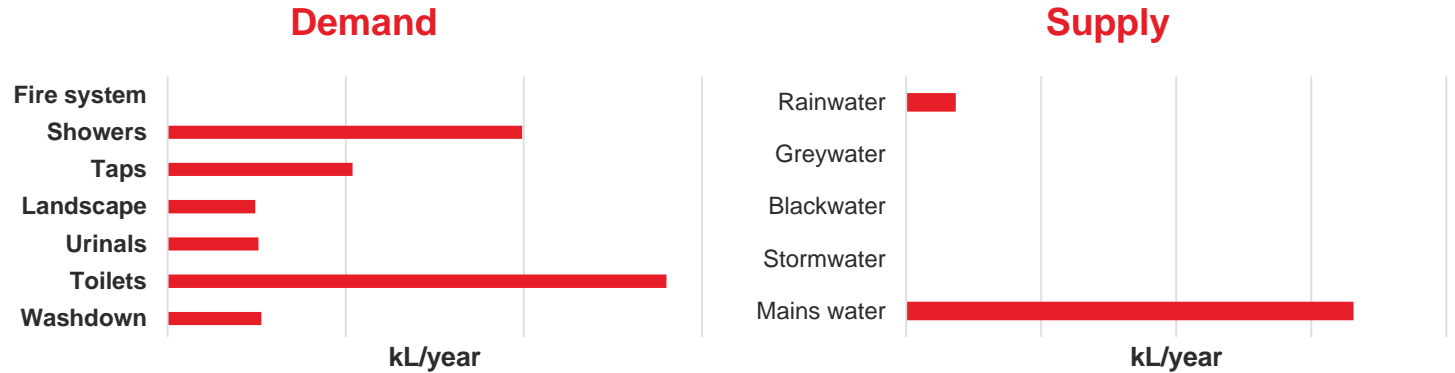 Demand
Fire system
Showers
Taps
Landscape
Urinals
Toilets
Washdown
kL/year
Supply
Rainwater
Greywater
Blackwater
Stormwater
Mains water
kL/year